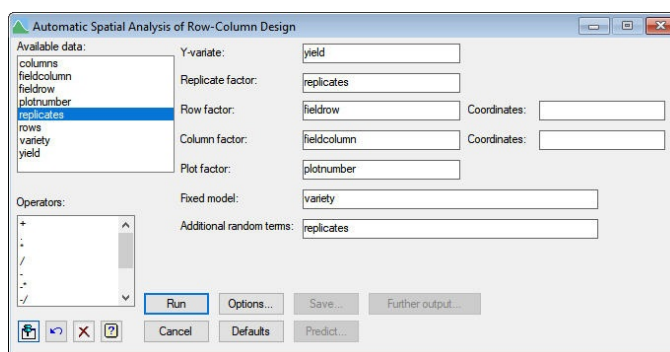 Automatic Spatial Analysis of Row-Column Design
Available data:
columns
fieldcolumn
fieldrow
plotnumber
replicates
rows
variety
yield
Y-variate: yield
Replicate factor: replicates
Row factor: fieldrow Coordinates:
Column factor: fieldcolumn Coordinates:
Plot factor: plotnumber
Fixed model: variety
Additional random terms: replicates
Operators:
+
.
*
/
-
-*
-/
Run Options... Save... Further output...
Cancel Defaults Predict...